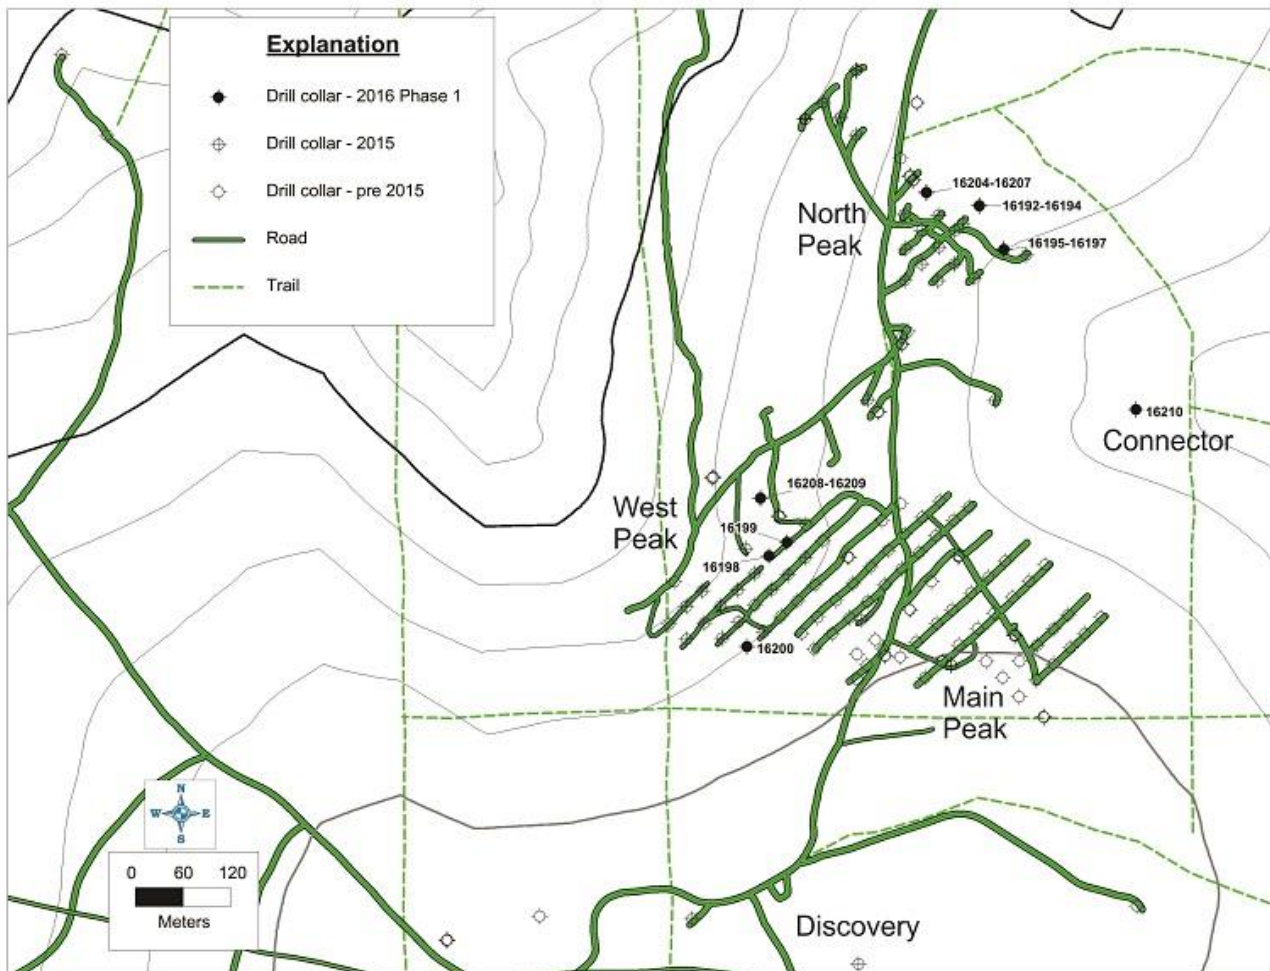 Explanation
Drill collar - 2016 Phase 1
Drill collar - 2015
Drill collar - pre 2015
Road
Trail
16204-16207
16192-16194
North
Peak
16195-16197
16210
Connector
16208-16209
West
Peak
16199
16198
16200
Main
Peak
N
W E
S
0 60 120
Meters
Discovery